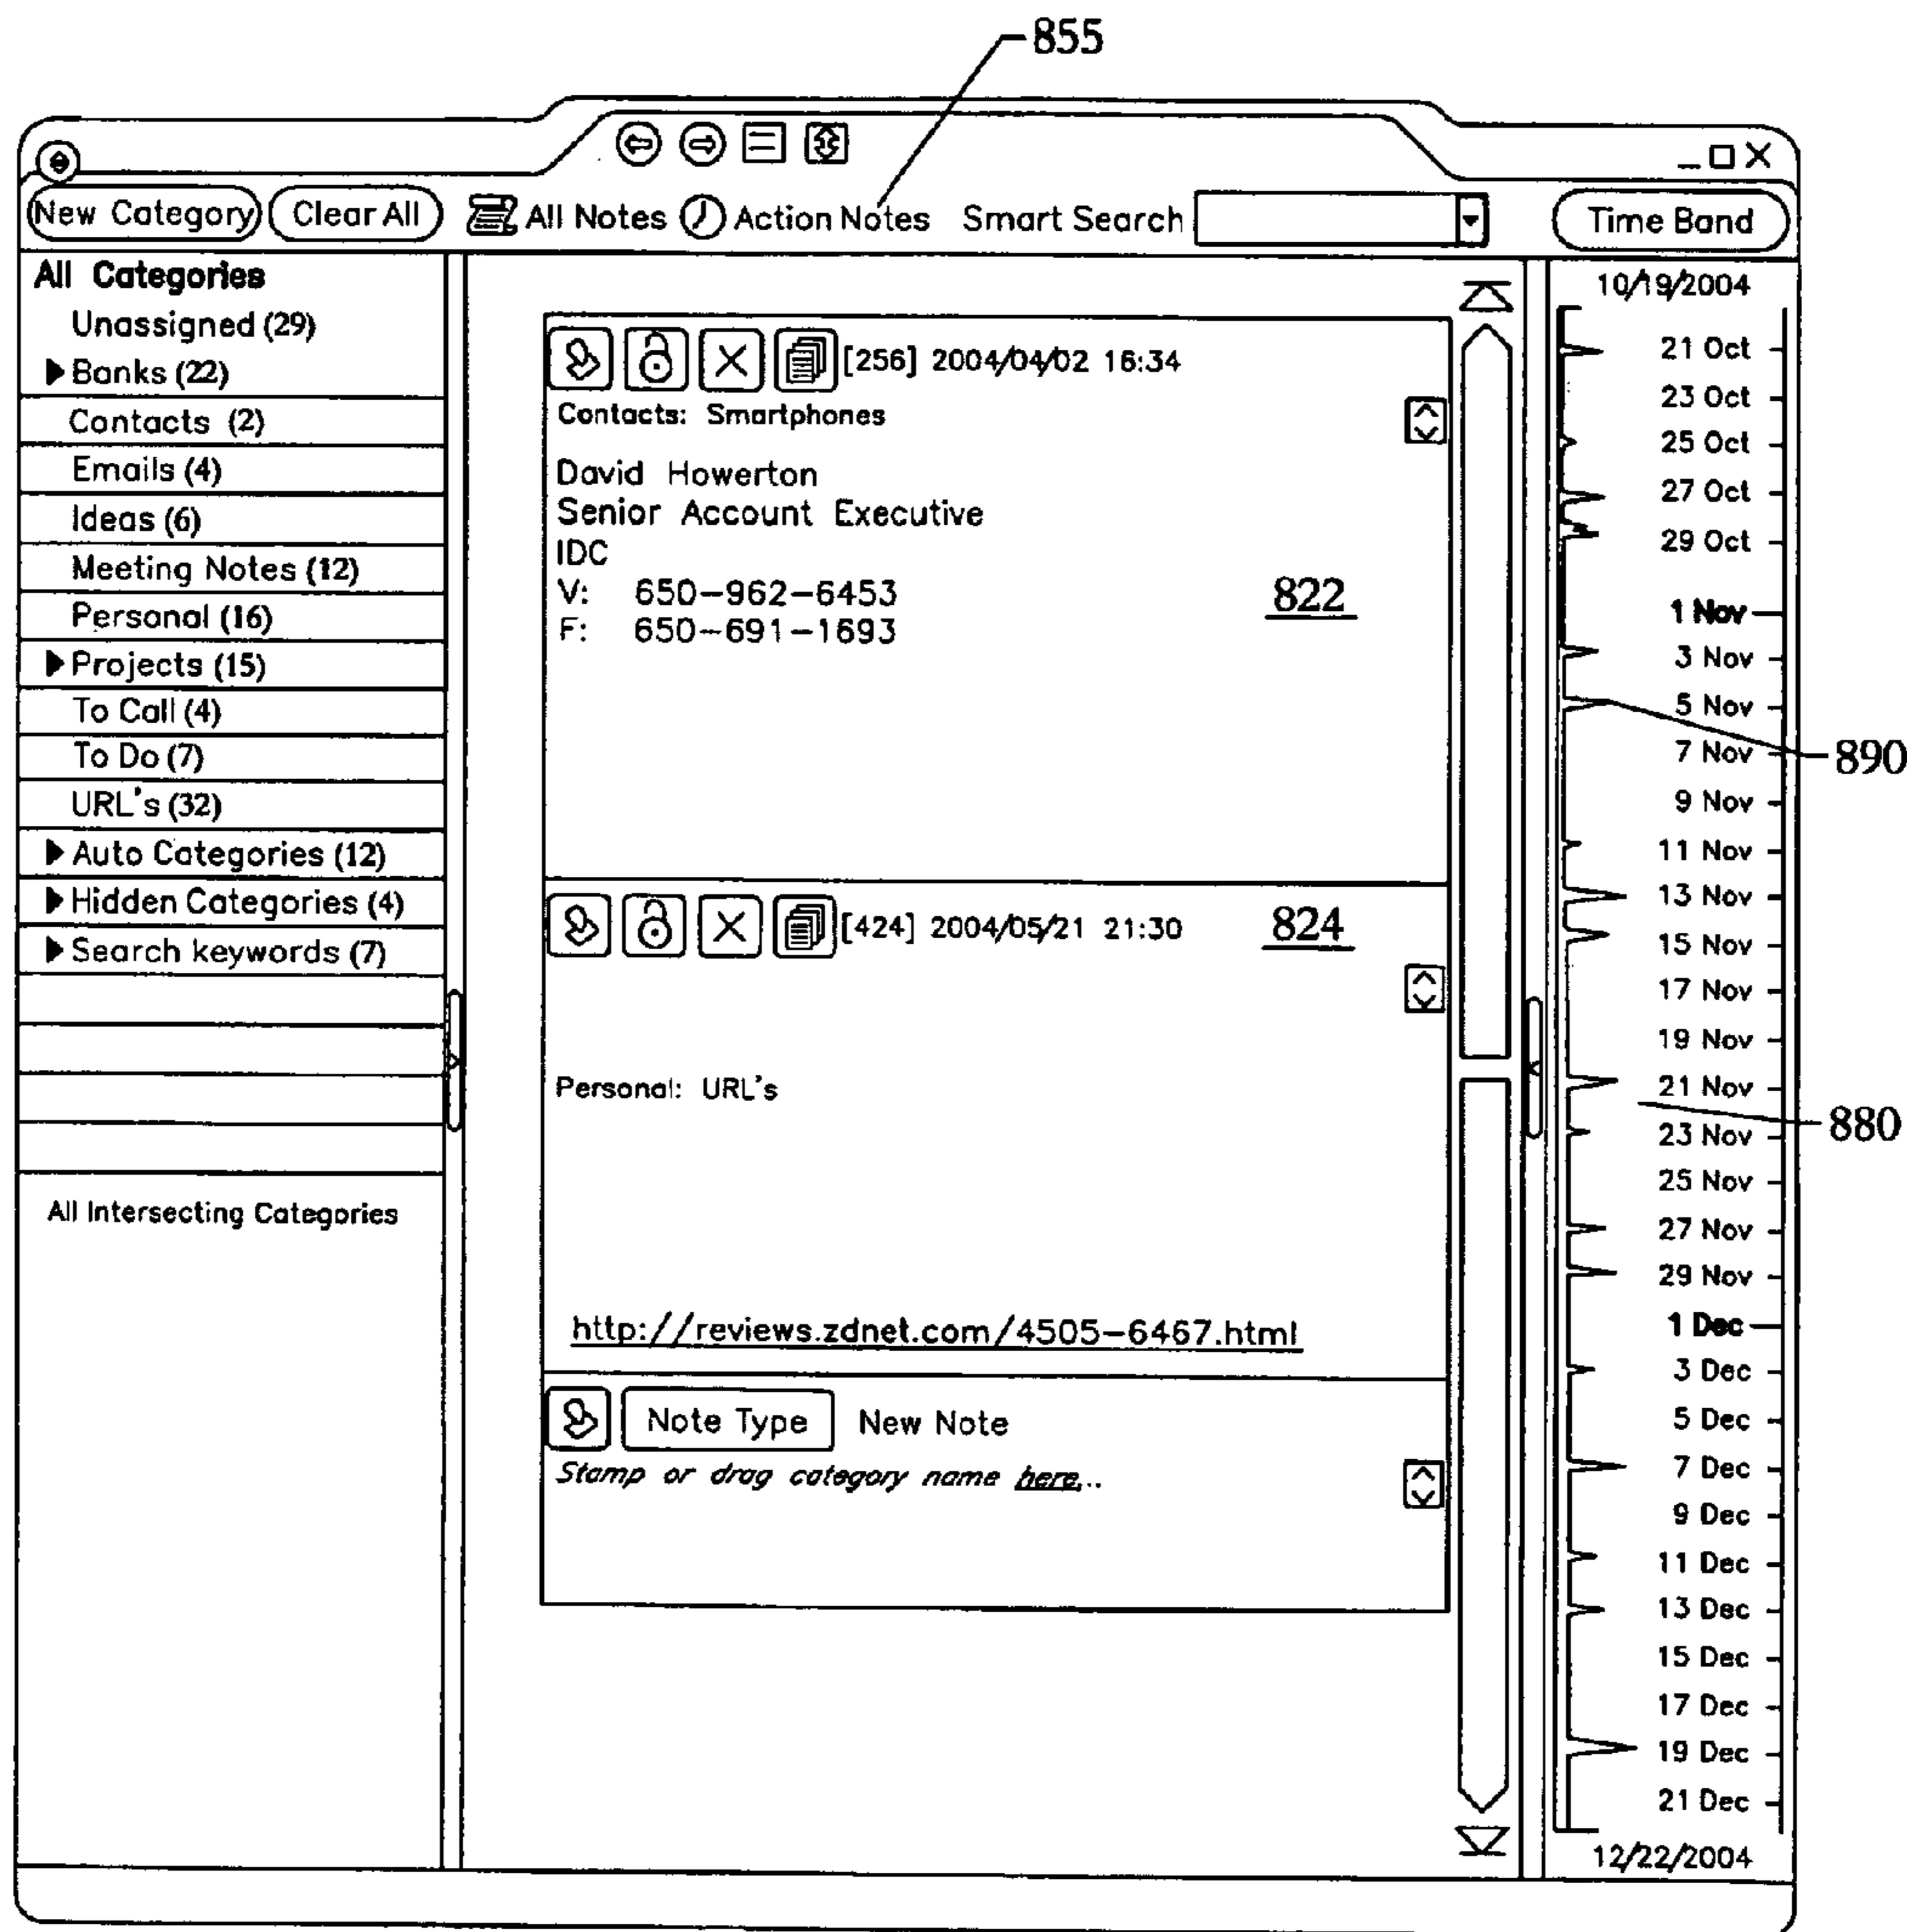 855
New Category
Clear All
All Notes
Action Notes
Smart Search
Time Band
All Categories
Unassigned (29)
Banks (22)
Contacts (2)
Emails (4)
Ideas (6)
Meeting Notes (12)
Personal (16)
Projects (15)
To Call (4)
To Do (7)
URL's (32)
Auto Categories (12)
Hidden Categories (4)
Search keywords (7)
All Intersecting Categories
[256] 2004/04/02 16:34
Contacts: Smartphones
David Howerton
Senior Account Executive
IDC
V: 650-962-6453
F: 650-691-1693
822
[424] 2004/05/21 21:30
824
Personal: URL's
http://reviews.zdnet.com/4505-6467.html
Note Type
New Note
Stamp or drag category name here...
10/19/2004
21 Oct
23 Oct
25 Oct
27 Oct
29 Oct
1 Nov
3 Nov
5 Nov
7 Nov
890
9 Nov
11 Nov
13 Nov
15 Nov
17 Nov
19 Nov
21 Nov
880
23 Nov
25 Nov
27 Nov
29 Nov
1 Dec
3 Dec
5 Dec
7 Dec
9 Dec
11 Dec
13 Dec
15 Dec
17 Dec
19 Dec
21 Dec
12/22/2004